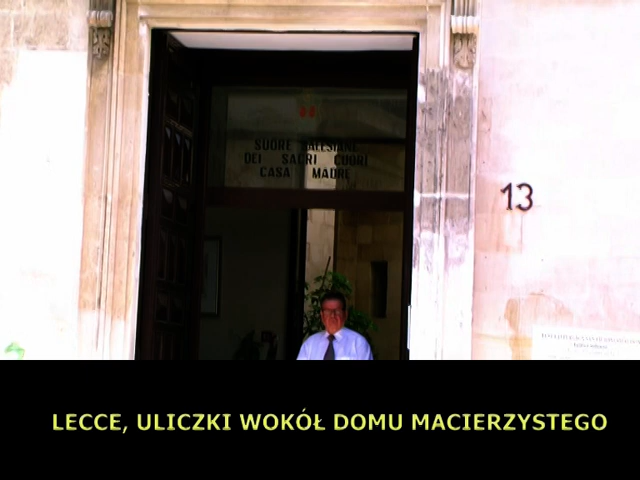 SUORE SALESIANE
DEI SACRI CUORI
CASA MADRE
13
LECCE, ULICZKI WOKÓŁ DOMU MACIERZYSTEGO